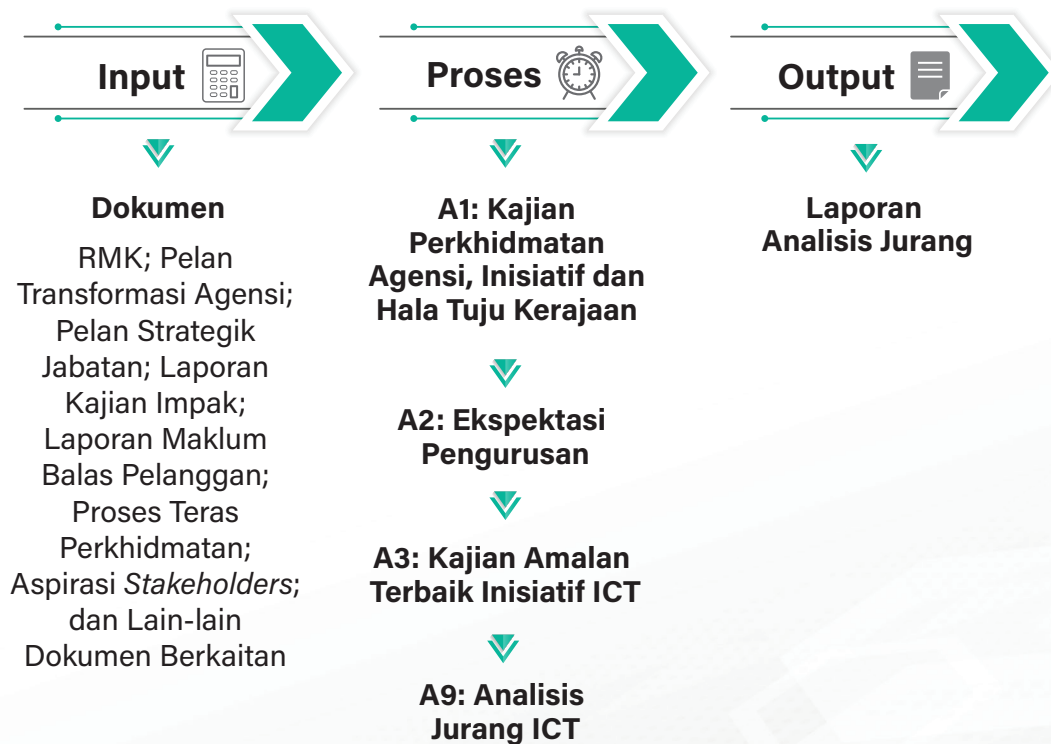 Input
Dokumen
RMK; Pelan
Transformasi Agensi;
Pelan Strategik
Jabatan; Laporan
Kajian Impak;
Laporan Maklum
Balas Pelanggan;
Proses Teras
Perkhidmatan;
Aspirasi Stakeholders;
dan Lain-lain
Dokumen Berkaitan
Proses
A1: Kajian
Perkhidmatan
Agensi, Inisiatif dan
Hala Tuju Kerajaan
A2: Ekspektasi
Pengurusan
A3: Kajian Amalan
Terbaik Inisiatif ICT
A9: Analisis
Jurang ICT
Output
Laporan
Analisis Jurang